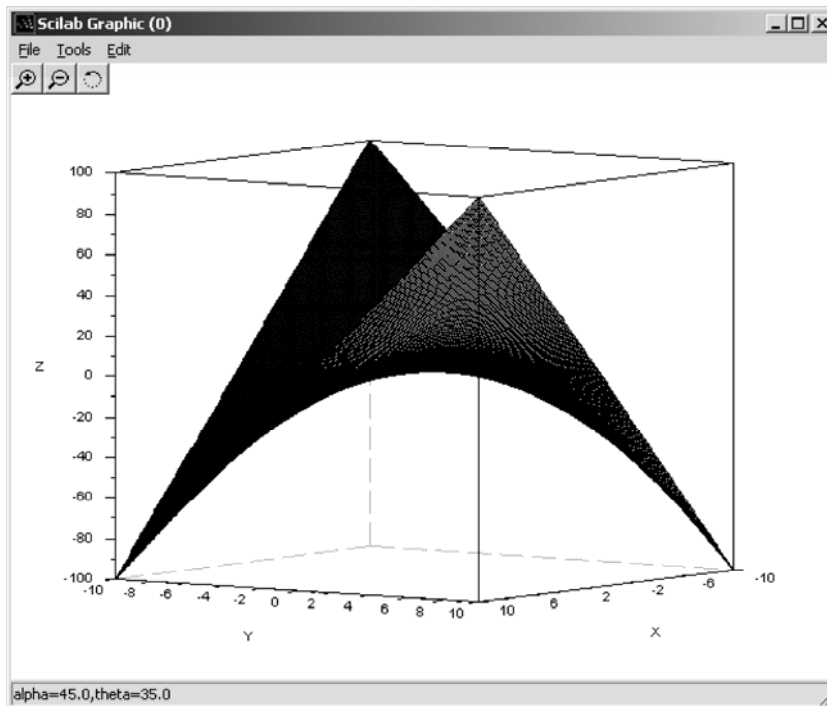 Scilab Graphic (0)
File Tools Edit
100
80
60
40
20
0
-20
-40
-60
-80
-100
Z
-10 -8 -6 -4 -2 0 2 4 6 8 10
Y
10 6 2 -2 -6 -10
X
alpha=45.0,theta=35.0